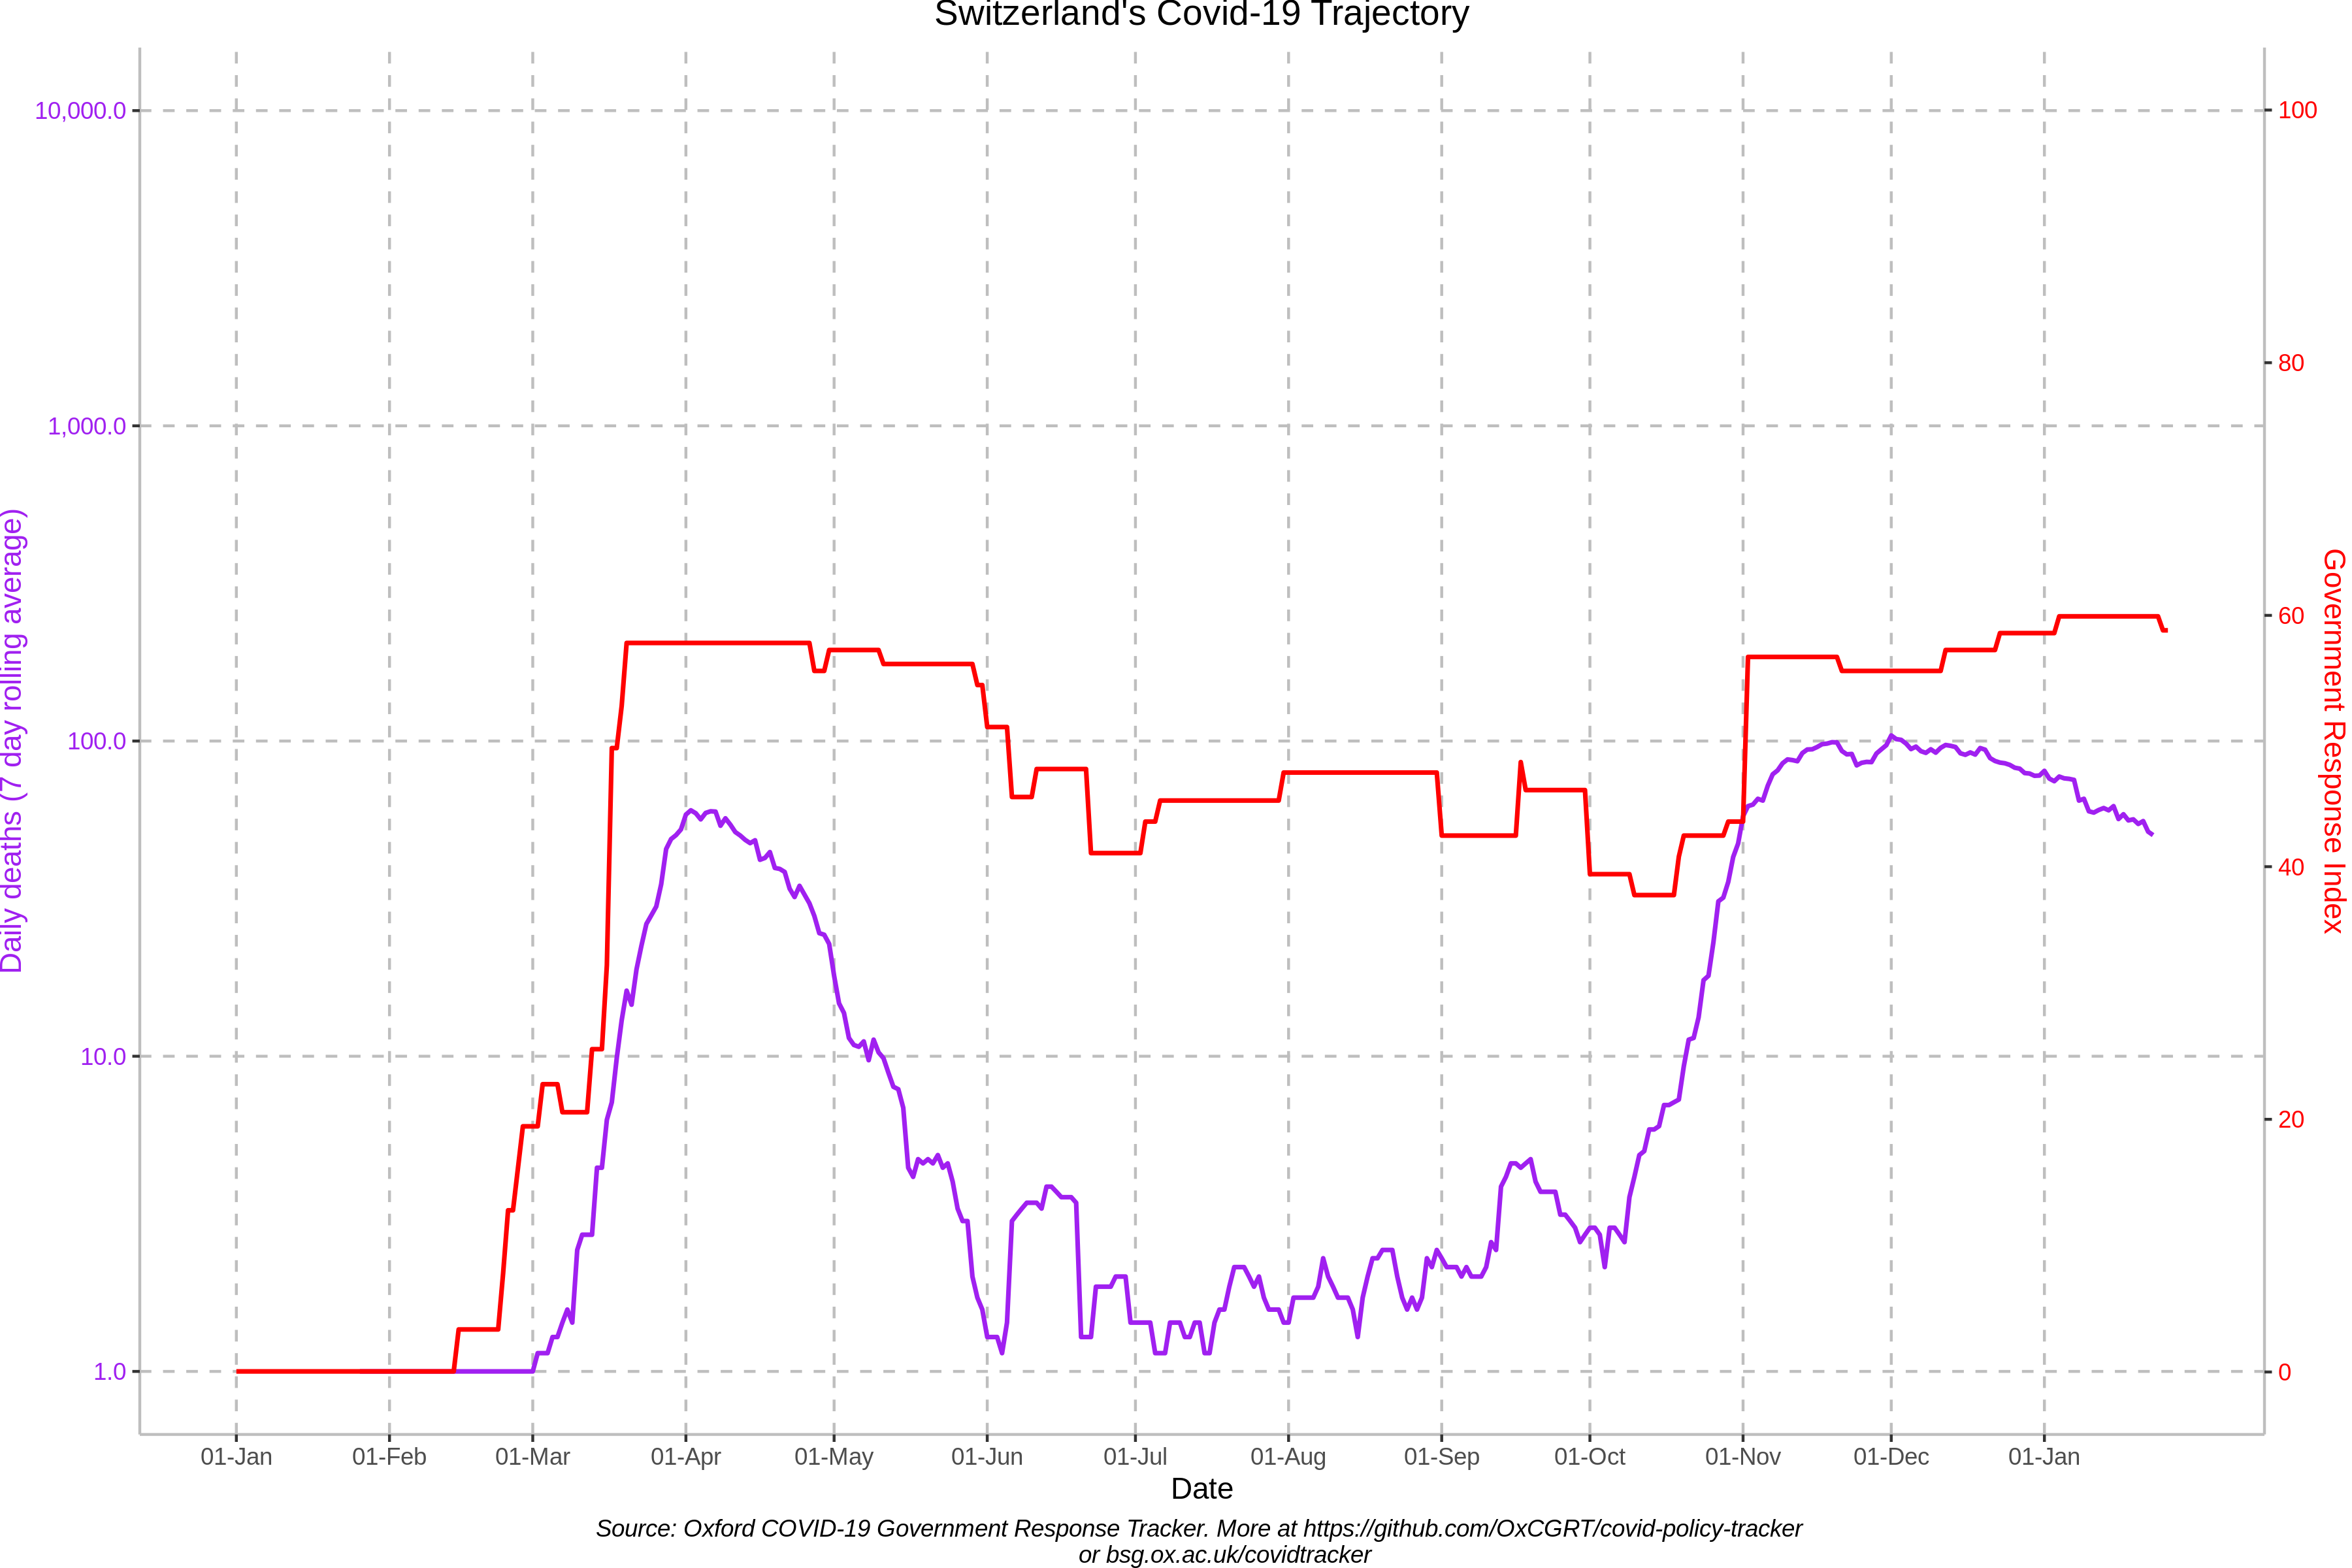 Switzerland's Covid-19 Trajectory
10,000.0
1,000.0
100.0
10.0
1.0
Daily deaths (7 day rolling average)
100
80
60
40
20
0
Government Response Index
01-Jan
01-Feb
01-Mar
01-Apr
01-May
01-Jun
01-Jul
01-Aug
01-Sep
01-Oct
01-Nov
01-Dec
01-Jan
Date
Source: Oxford COVID-19 Government Response Tracker. More at https://github.com/OxCGRT/covid-policy-tracker
or bsg.ox.ac.uk/covidtracker